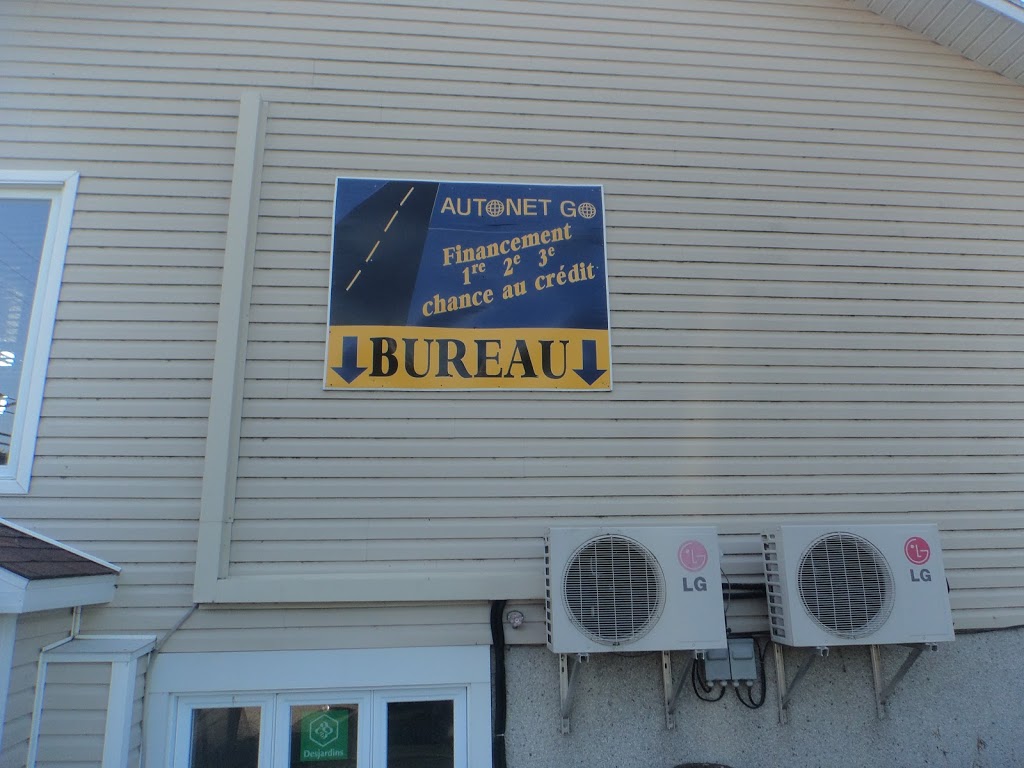 AUTONET GO
Financement
1re 2e 3e
chance au crédit
BUREAU
LG
LG
Desjardins